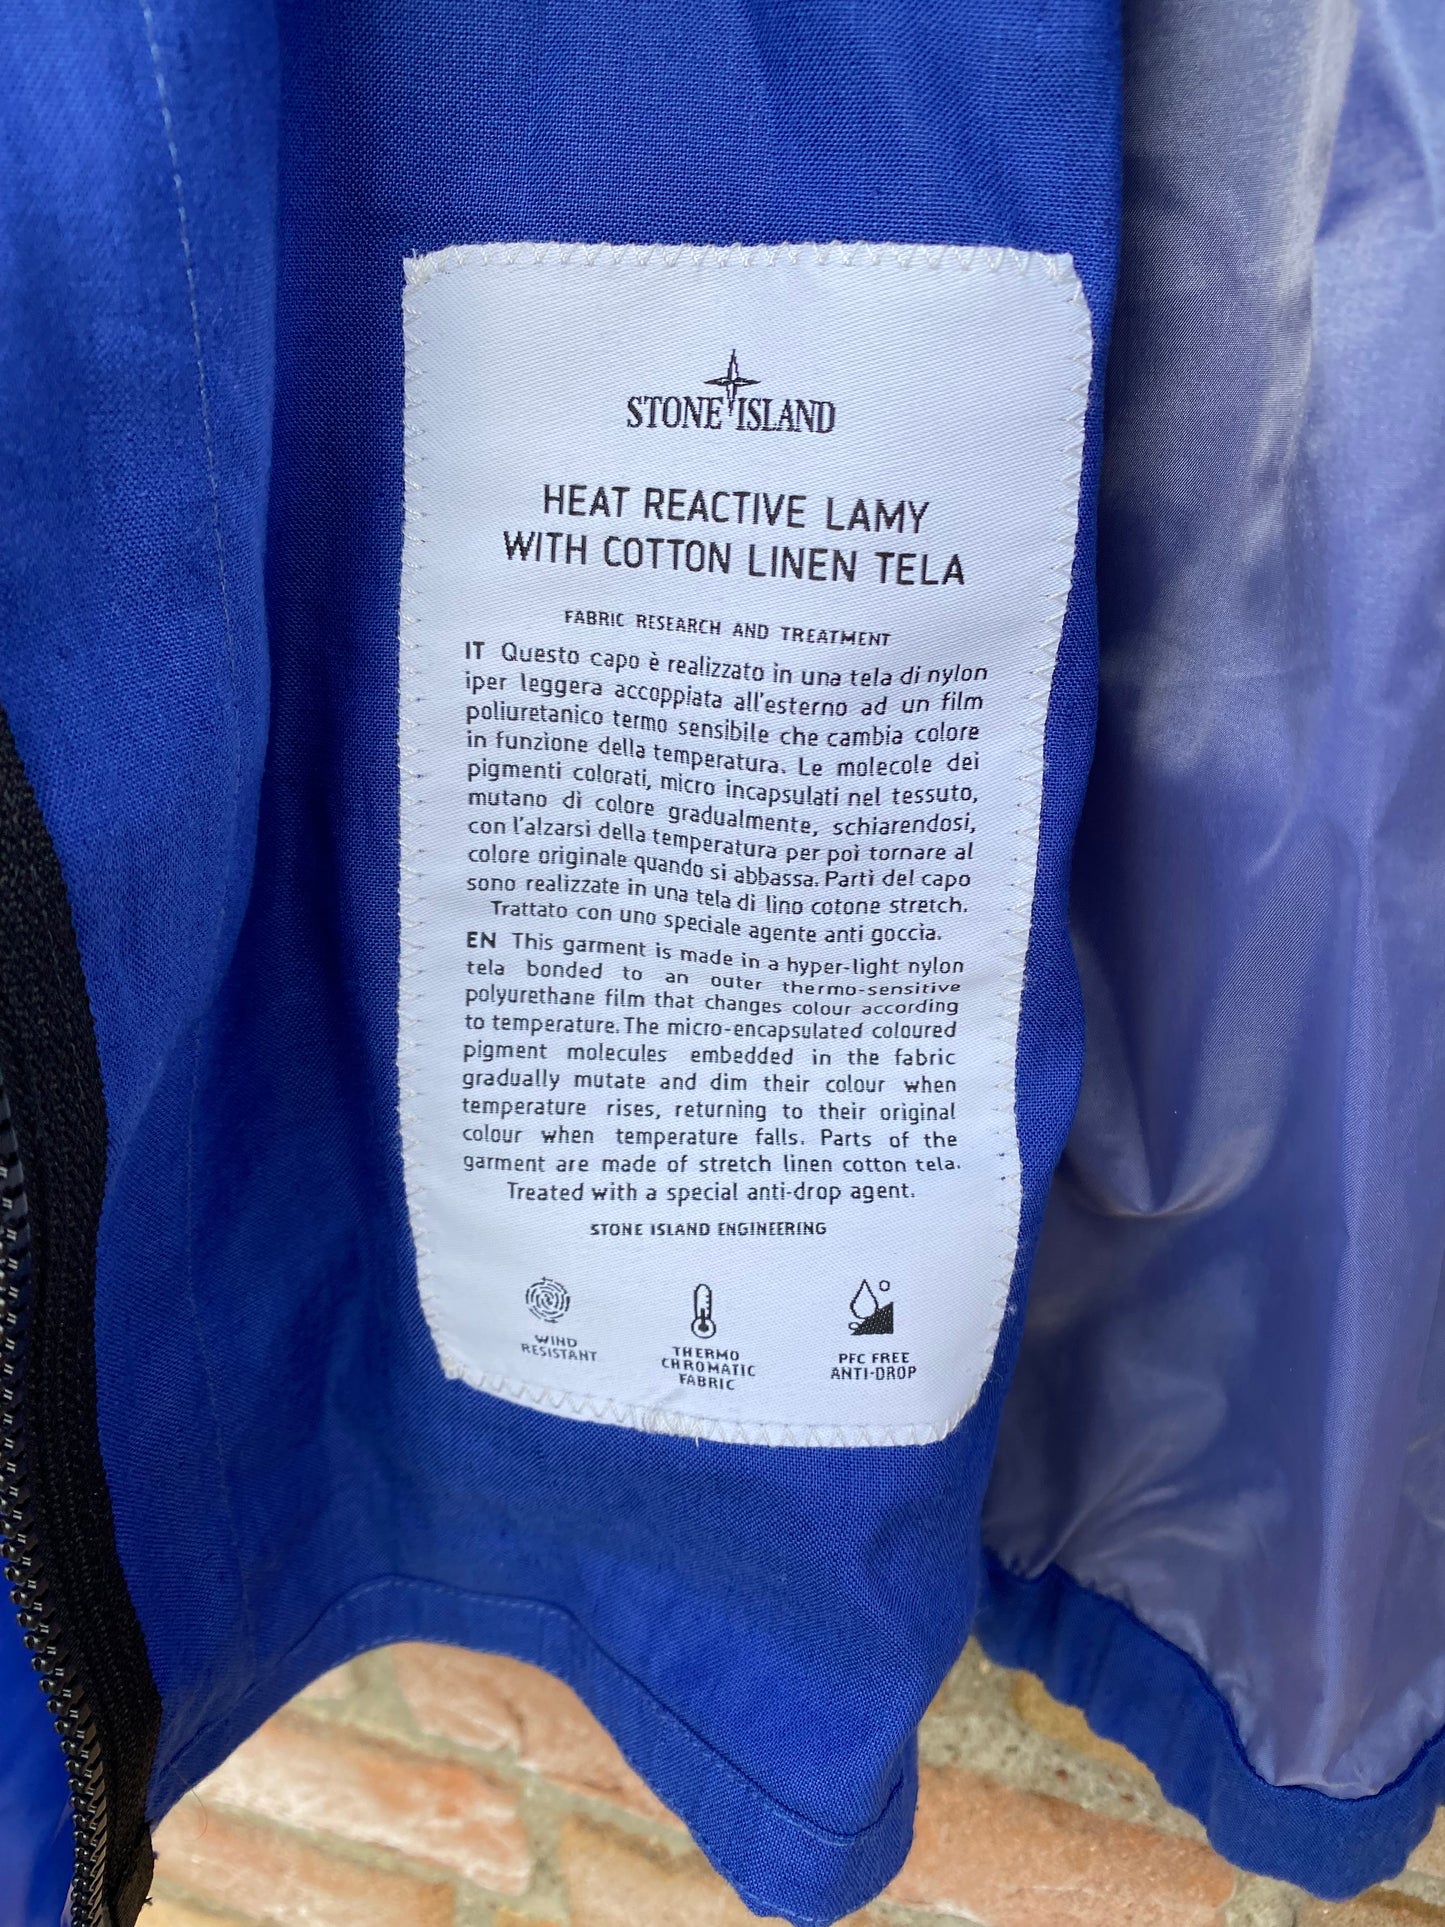 STONE ISLAND
HEAT REACTIVE LAMY
WITH COTTON LINEN TELA
FABRIC RESEARCH AND TREATMENT
IT Questo capo è realizzato in una tela di nylon
iper leggera accoppiata all'esterno ad un film
poliuretanico termo sensibile che cambia colore
in funzione della temperatura. Le molecole dei
pigmenti colorati, micro incapsulati nel tessuto,
mutano di colore gradualmente, schiarendosi,
con l'alzarsi della temperatura per poi tornare al
colore originale quando si abbassa. Parti del capo
sono realizzate in una tela di lino cotone stretch.
Trattato con uno speciale agente anti goccia.
EN This garment is made in a hyper-light nylon
tela bonded to an outer thermo-sensitive
polyurethane film that changes colour according
to temperature. The micro-encapsulated coloured
pigment molecules embedded in the fabric
gradually mutate and dim their colour when
temperature rises, returning to their original
colour when temperature falls. Parts of the
garment are made of stretch linen cotton tela.
Treated with a special anti-drop agent.
STONE ISLAND ENGINEERING
WIND
RESISTANT
THERMO
CHROMATIC
FABRIC
PFC FREE
ANTI-DROP